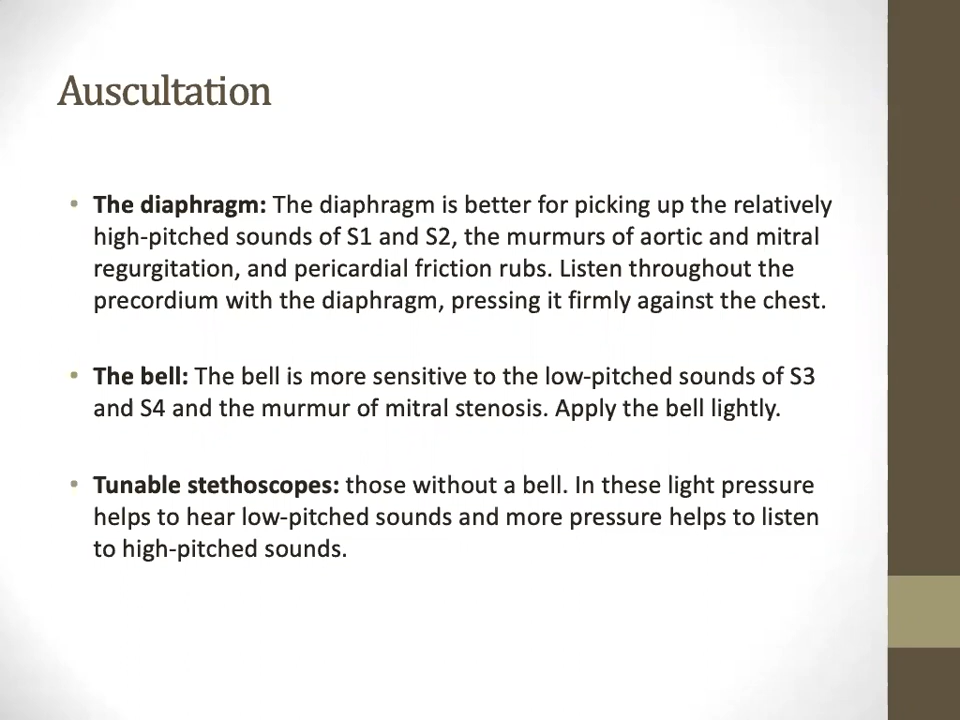 Auscultation
• The diaphragm: The diaphragm is better for picking up the relatively
high-pitched sounds of S1 and S2, the murmurs of aortic and mitral
regurgitation, and pericardial friction rubs. Listen throughout the
precordium with the diaphragm, pressing it firmly against the chest.
• The bell: The bell is more sensitive to the low-pitched sounds of S3
and S4 and the murmur of mitral stenosis. Apply the bell lightly.
• Tunable stethoscopes: those without a bell. In these light pressure
helps to hear low-pitched sounds and more pressure helps to listen
to high-pitched sounds.